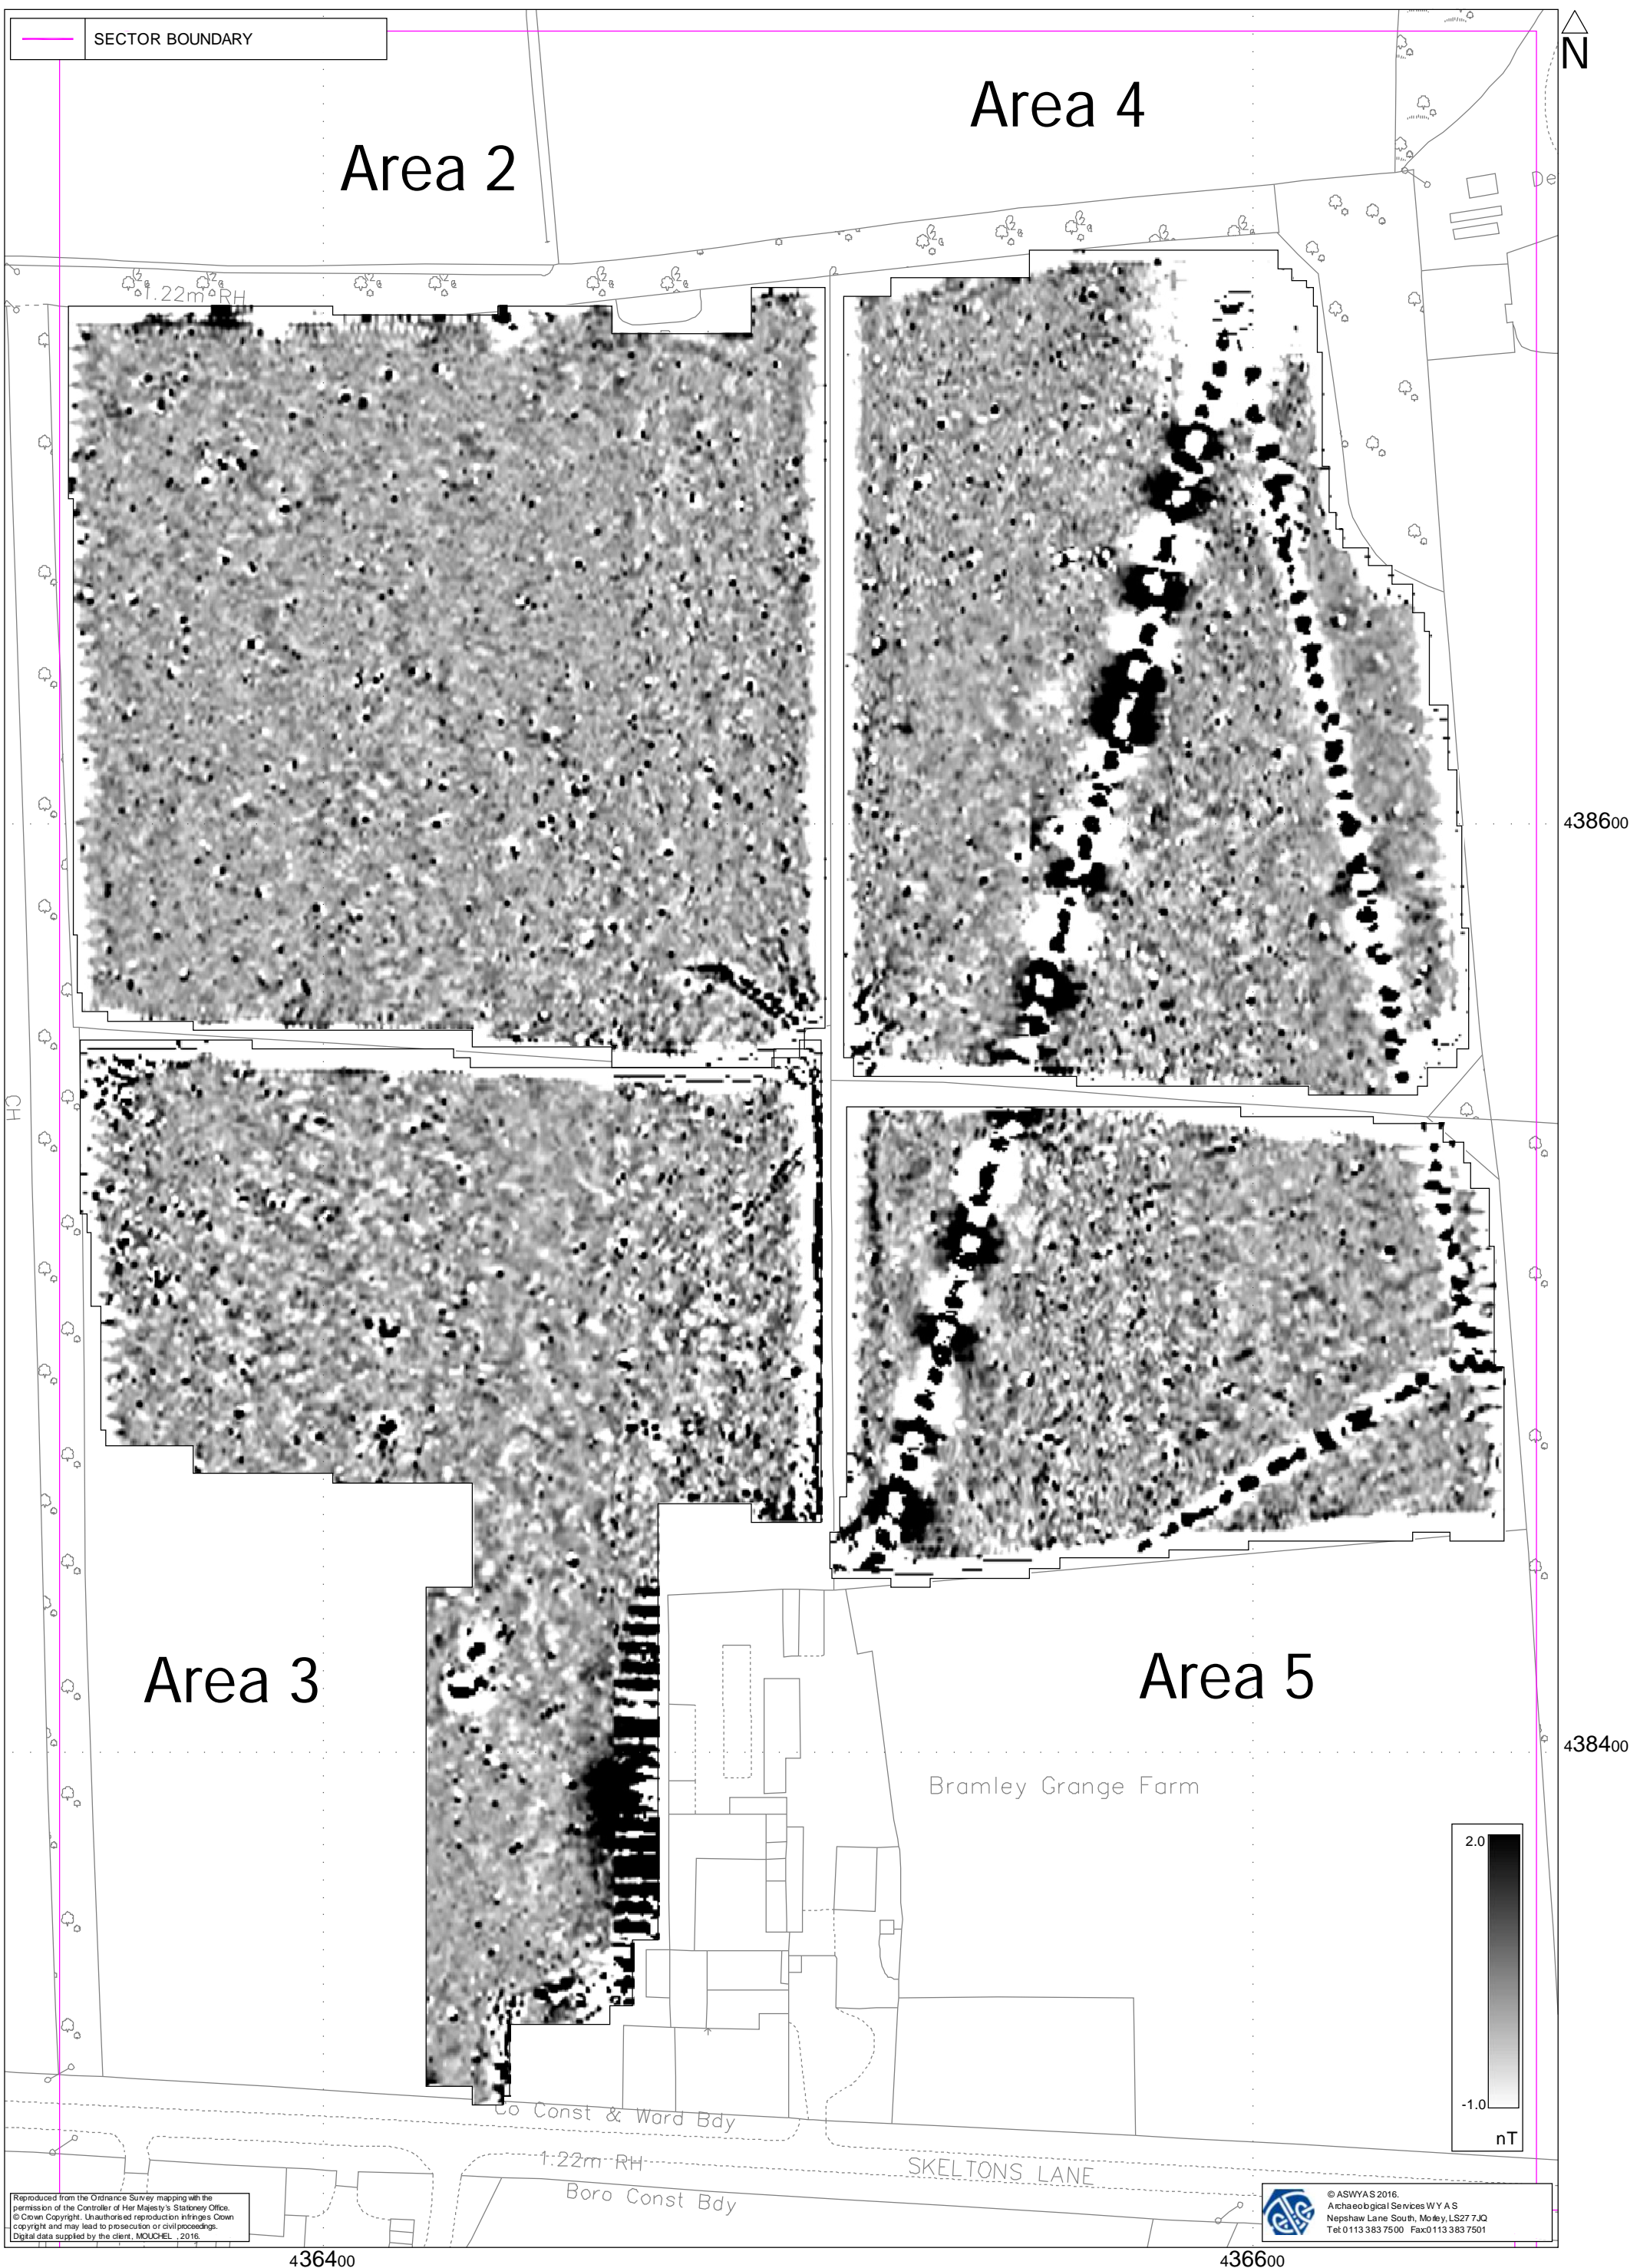 SECTOR BOUNDARY
N
Area 4
Area 2
De
1.22m RH
438600
CH
Area 3
Area 5
438400
Bramley Grange Farm
2.0
-1.0
nT
Co Const & Ward Bdy
1.22m RH
SKELTONS LANE
Boro Const Bdy
Reproduced from the Ordnance Survey mapping with the
permission of the Controller of Her Majesty's Stationery Office.
© Crown Copyright. Unauthorised reproduction infringes Crown
copyright and may lead to prosecution or civil proceedings.
Digital data supplied by the client, MOUCHEL , 2016.
© ASWYAS 2016.
Archaeological Services W Y A S
Nepshaw Lane South, Morley, LS27 7JQ
Tel: 0113 383 7500 Fax: 0113 383 7501
436400
436600